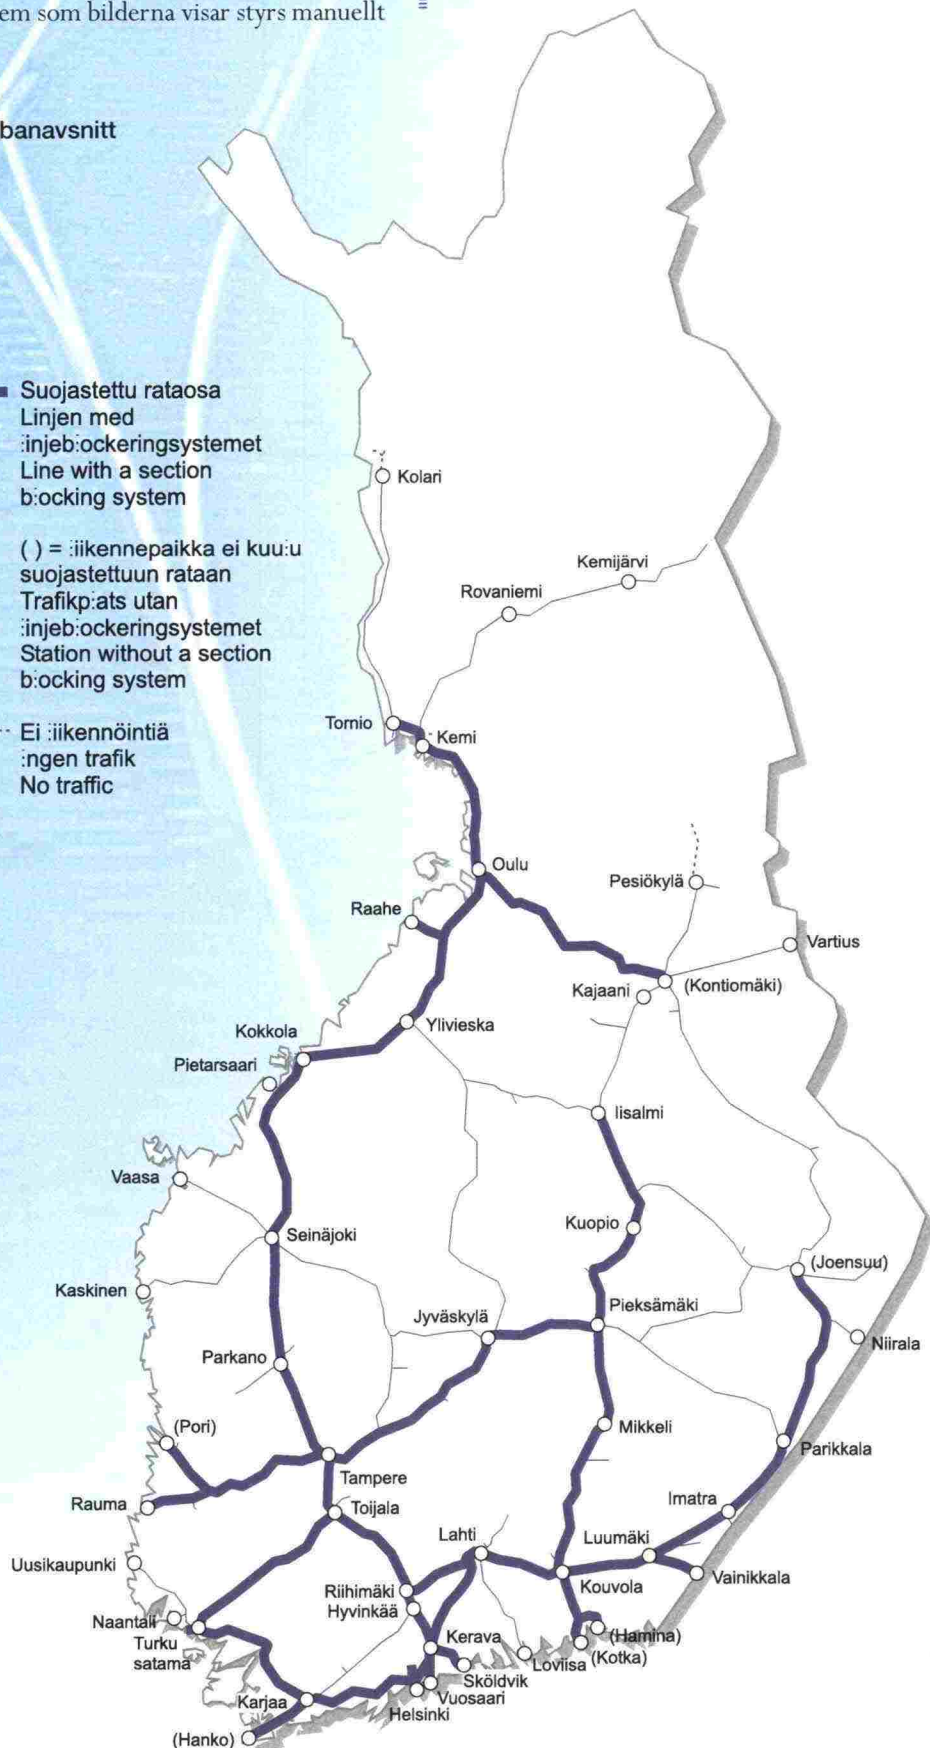 em som bilderna visar styrs manuellt
banavsnitt
Suojastettu rataosa
Linjen med
:injeb:ockeringsystemet
Line with a section
b:ocking system
( ) = :iikennepaikka ei kuu:u
suojastettuun rataan
Trafikp:ats utan
:injeb:ockeringsystemet
Station without a section
b:ocking system
Ei :iikennöintiä
:ngen trafik
No traffic
Kolari
Kemijärvi
Rovaniemi
Tornio
Kemi
Oulu
Pesiökylä
Raahe
Vartius
Kajaani
(Kontiomäki)
Ylivieska
Kokkola
Pietarsaari
Iisalmi
Vaasa
Kuopio
Seinäjoki
(Joensuu)
Kaskinen
Pieksämäki
Jyväskylä
Niirala
Parkano
Mikkeli
(Pori)
Parikkala
Tampere
Rauma
Imatra
Toijala
Lahti
Luumäki
Uusikaupunki
Vainikkala
Kouvola
Riihimäki
Hyvinkää
Naantali
Turku
satama
Kerava
(Hamina)
(Kotka)
Loviisa
Sköldvik
Vuosaari
Helsinki
Karjaa
(Hanko)